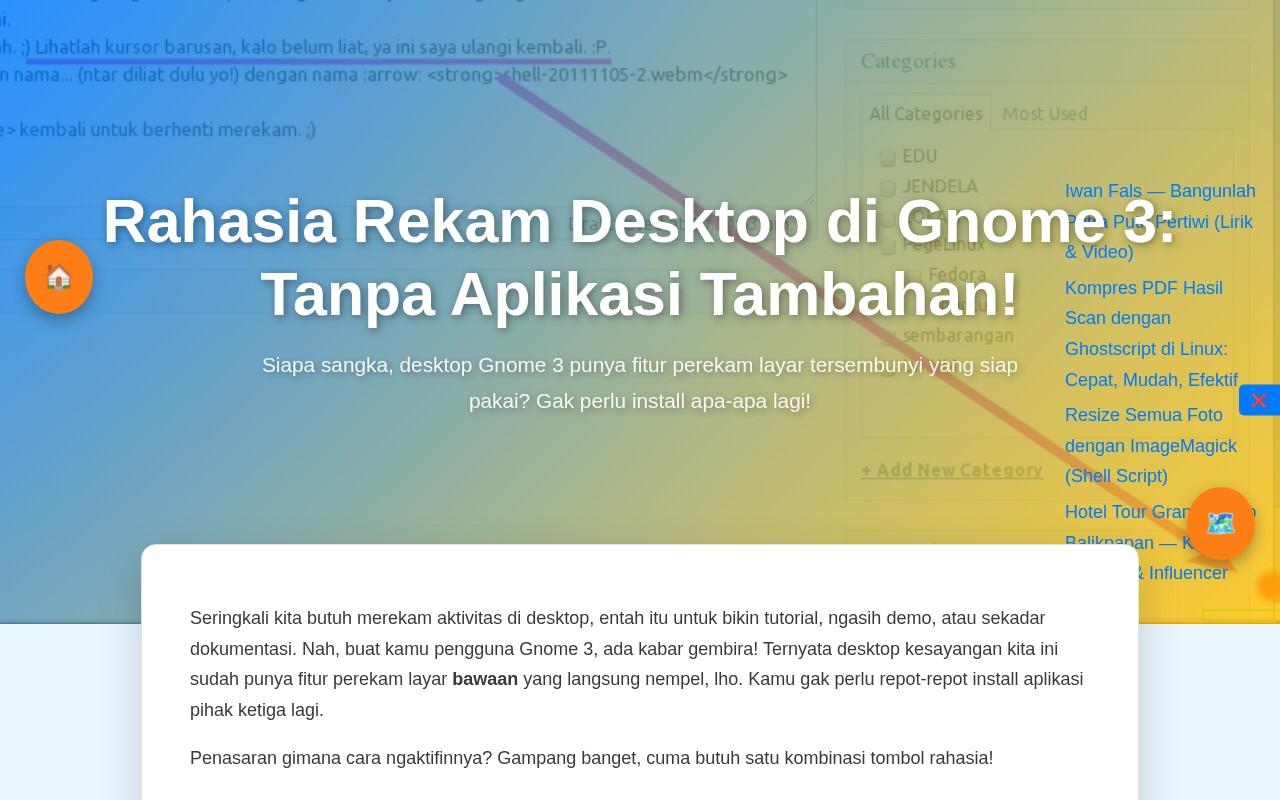 ai.
ah. ;) Lihatlah kursor barusan, kalo belum liat, ya ini saya ulangi kembali. :P.
n nama... (ntar diliat dulu yo!) dengan nama :arrow: <strong>shell-20111105-2.webm</strong>
e> kembali untuk berhenti merekam. ;)
Categories
All Categories Most Used
EDU
JENDELA
PegeLinux
Fedora
sembarangan
+ Add New Category
Rahasia Rekam Desktop di Gnome 3:
Tanpa Aplikasi Tambahan!
Siapa sangka, desktop Gnome 3 punya fitur perekam layar tersembunyi yang siap
pakai? Gak perlu install apa-apa lagi!
Iwan Fals — Bangunlah
Putra Putri Pertiwi (Lirik
& Video)
Kompres PDF Hasil
Scan dengan
Ghostscript di Linux:
Cepat, Mudah, Efektif
Resize Semua Foto
dengan ImageMagick
(Shell Script)
Hotel Tour
Balikpapan —
& Influencer
Seringkali kita butuh merekam aktivitas di desktop, entah itu untuk bikin tutorial, ngasih demo, atau sekadar
dokumentasi. Nah, buat kamu pengguna Gnome 3, ada kabar gembira! Ternyata desktop kesayangan kita ini
sudah punya fitur perekam layar bawaan yang langsung nempel, lho. Kamu gak perlu repot-repot install aplikasi
pihak ketiga lagi.
Penasaran gimana cara ngaktifinnya? Gampang banget, cuma butuh satu kombinasi tombol rahasia!